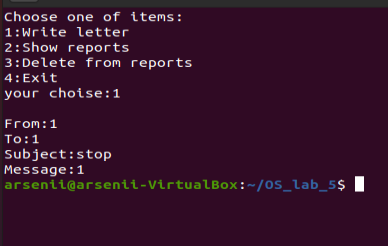 Choose one of items:
1:Write letter
2:Show reports
3:Delete from reports
4:Exit
your choise:1
From:1
To:1
Subject:stop
Message:1
arsenii@arsenii-VirtualBox:~/OS_lab_5$